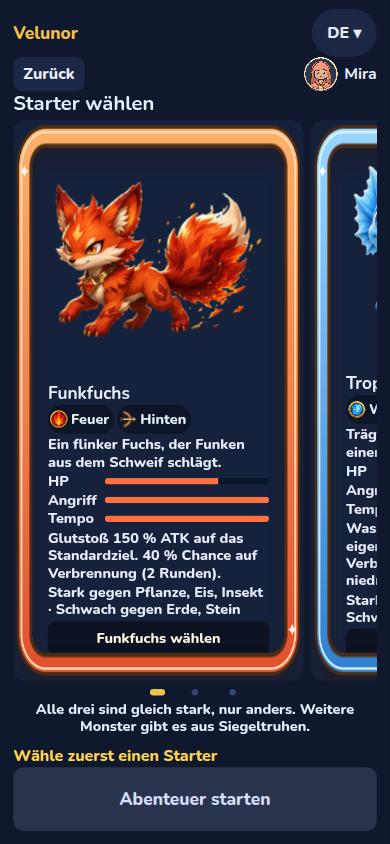 Velunor
DE ▾
Zurück
Mira
Starter wählen
Funkfuchs
Feuer
Hinten
Ein flinker Fuchs, der Funken
aus dem Schweif schlägt.
HP
Angriff
Tempo
Glutstoß 150 % ATK auf das
Standardziel. 40 % Chance auf
Verbrennung (2 Runden).
Stark gegen Pflanze, Eis, Insekt
· Schwach gegen Erde, Stein
Funkfuchs wählen
HP
Alle drei sind gleich stark, nur anders. Weitere
Monster gibt es aus Siegeltruhen.
Wähle zuerst einen Starter
Abenteuer starten